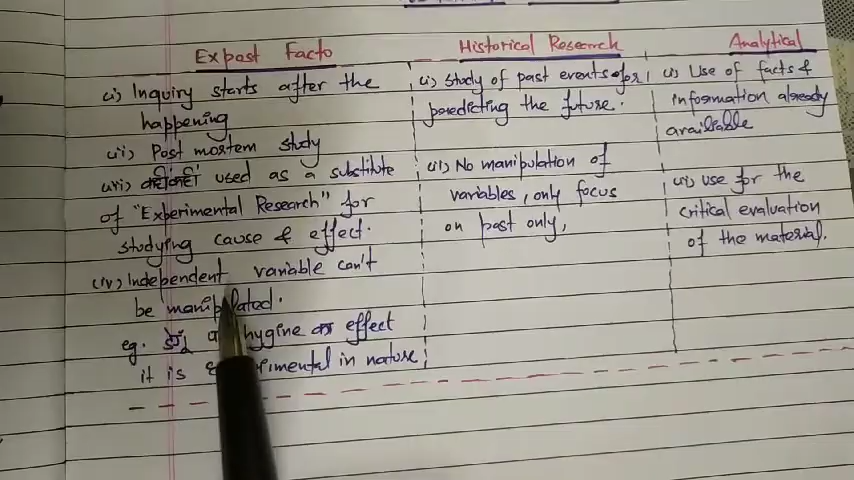 Expost Facto
(i) Inquiry starts after the
happening
(ii) Post mortem study
(iii) used as a substitute
of "Experimental Research" for
studying cause & effect.
(iv) Independent variable can't
be manipulated.
eg. hygine effect
it is in nature
Historical Research
(i) Study of past events for
predicting the future.
(ii) No manipulation of
variables, only focus
on past only,
Analytical
(i) Use of facts &
information already
available
(ii) use for the
critical evaluation
of the material.